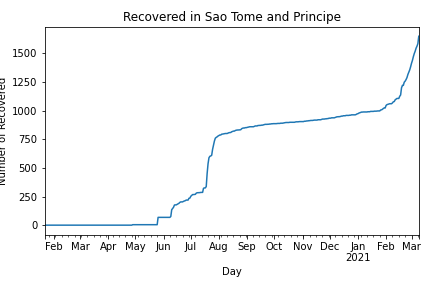 Recovered in Sao Tome and Principe
Number of Recovered
1500
1250
1000
750
500
250
0
Feb Mar Apr May Jun Jul Aug Sep Oct Nov Dec Jan Feb Mar
2021
Day